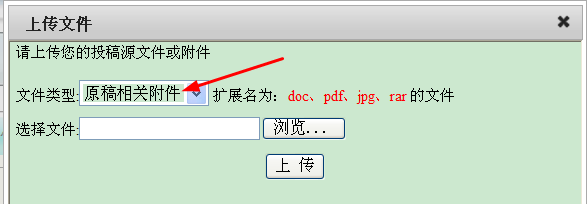 上传文件
请上传您的投稿源文件或附件
文件类型:原稿相关附件 扩展名为：doc、pdf、jpg、rar 的文件
选择文件: 浏览...
上 传